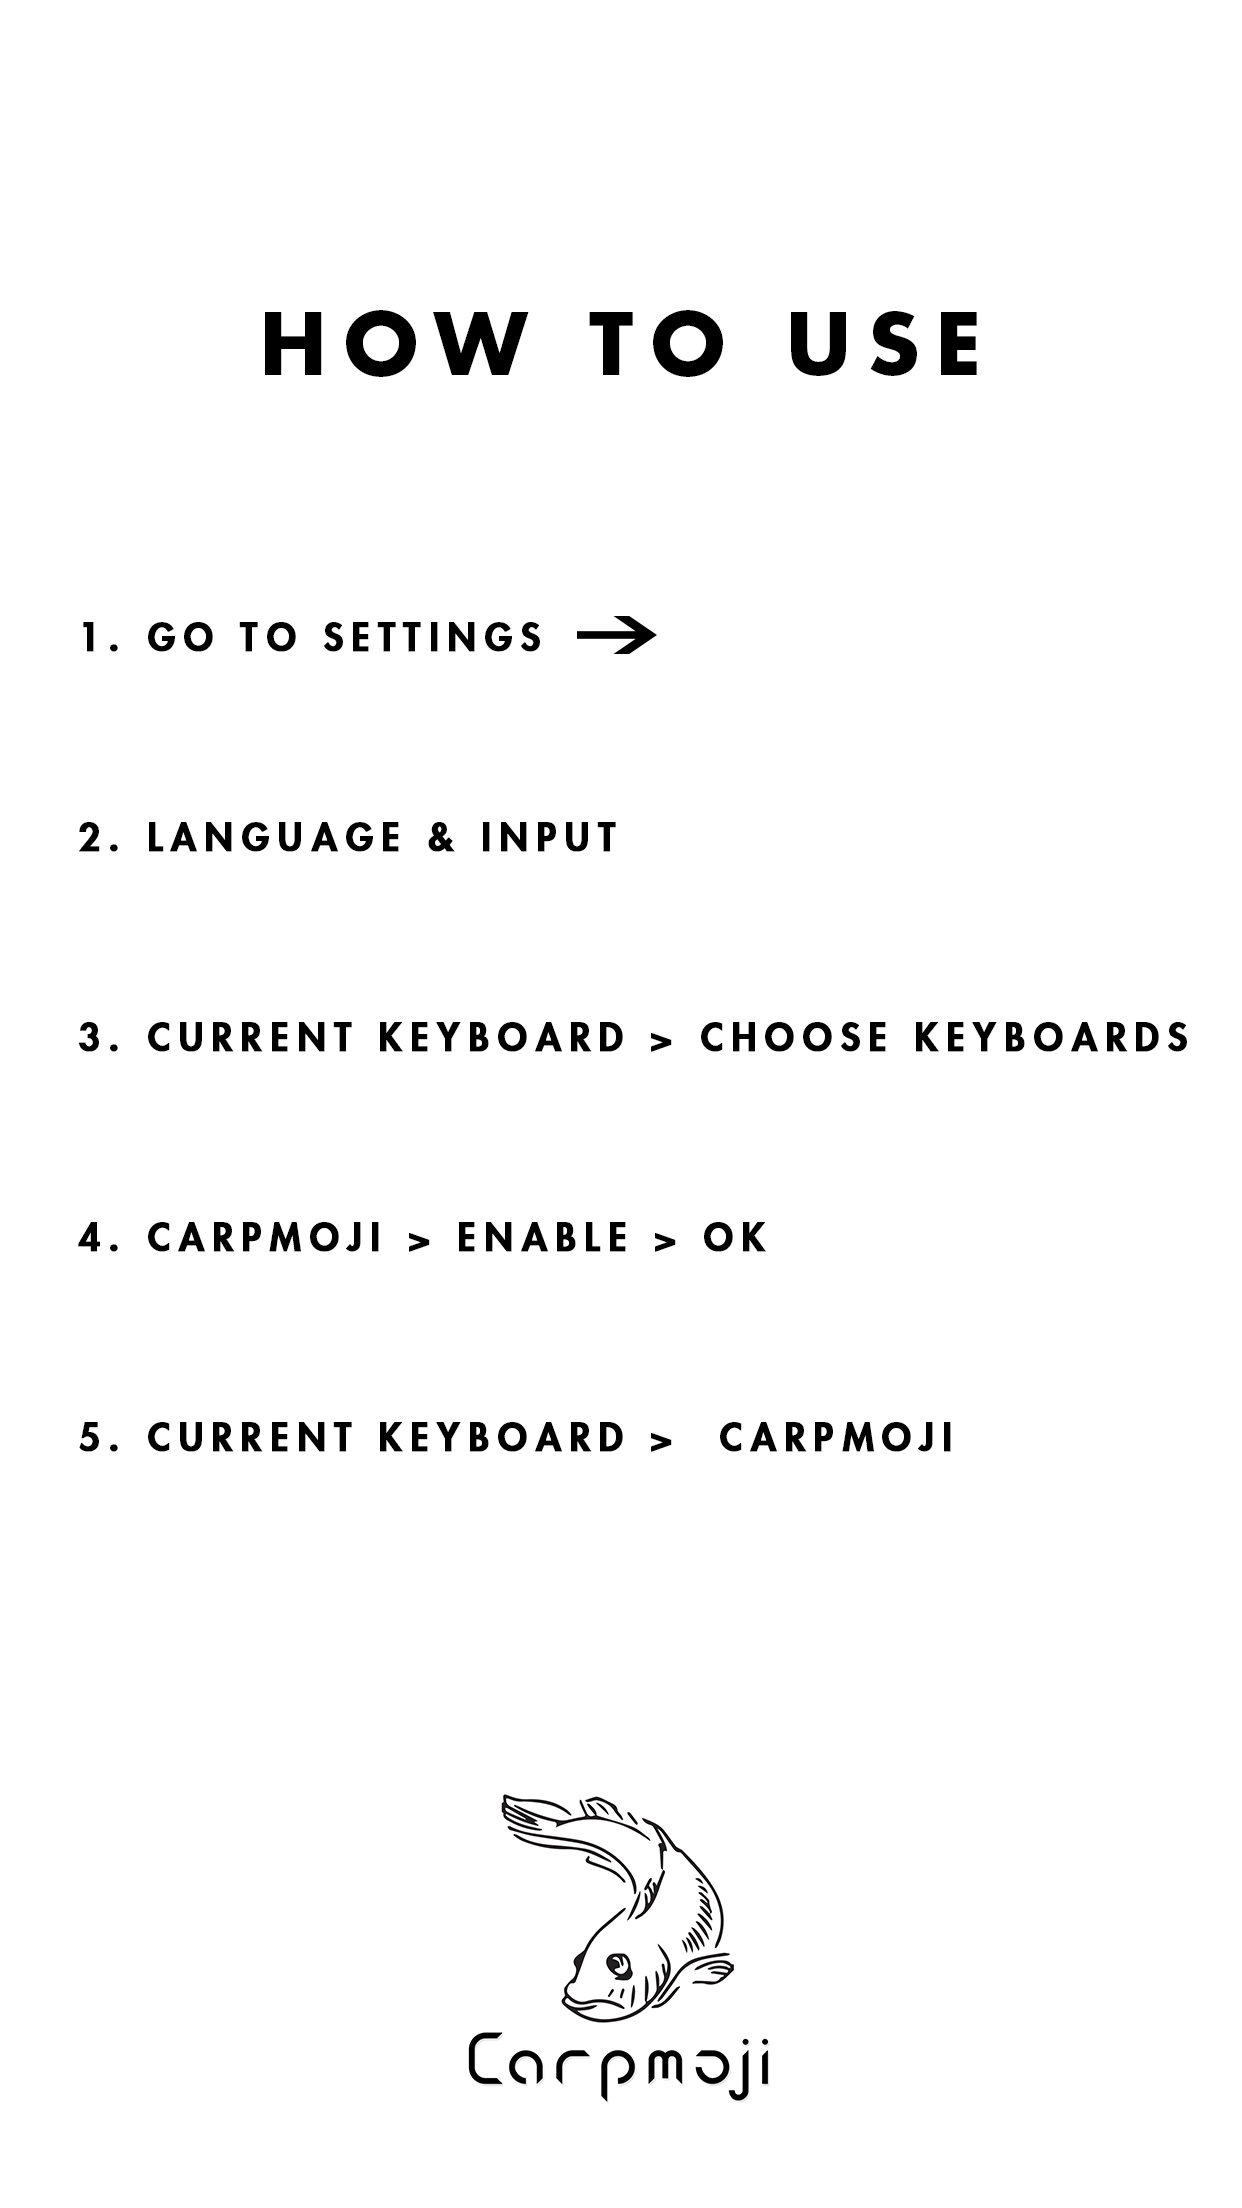 HOW TO USE
1. GO TO SETTINGS →
2. LANGUAGE & INPUT
3. CURRENT KEYBOARD > CHOOSE KEYBOARDS
4. CARPMOJI > ENABLE > OK
5. CURRENT KEYBOARD > CARPMOJI
Carpmoji